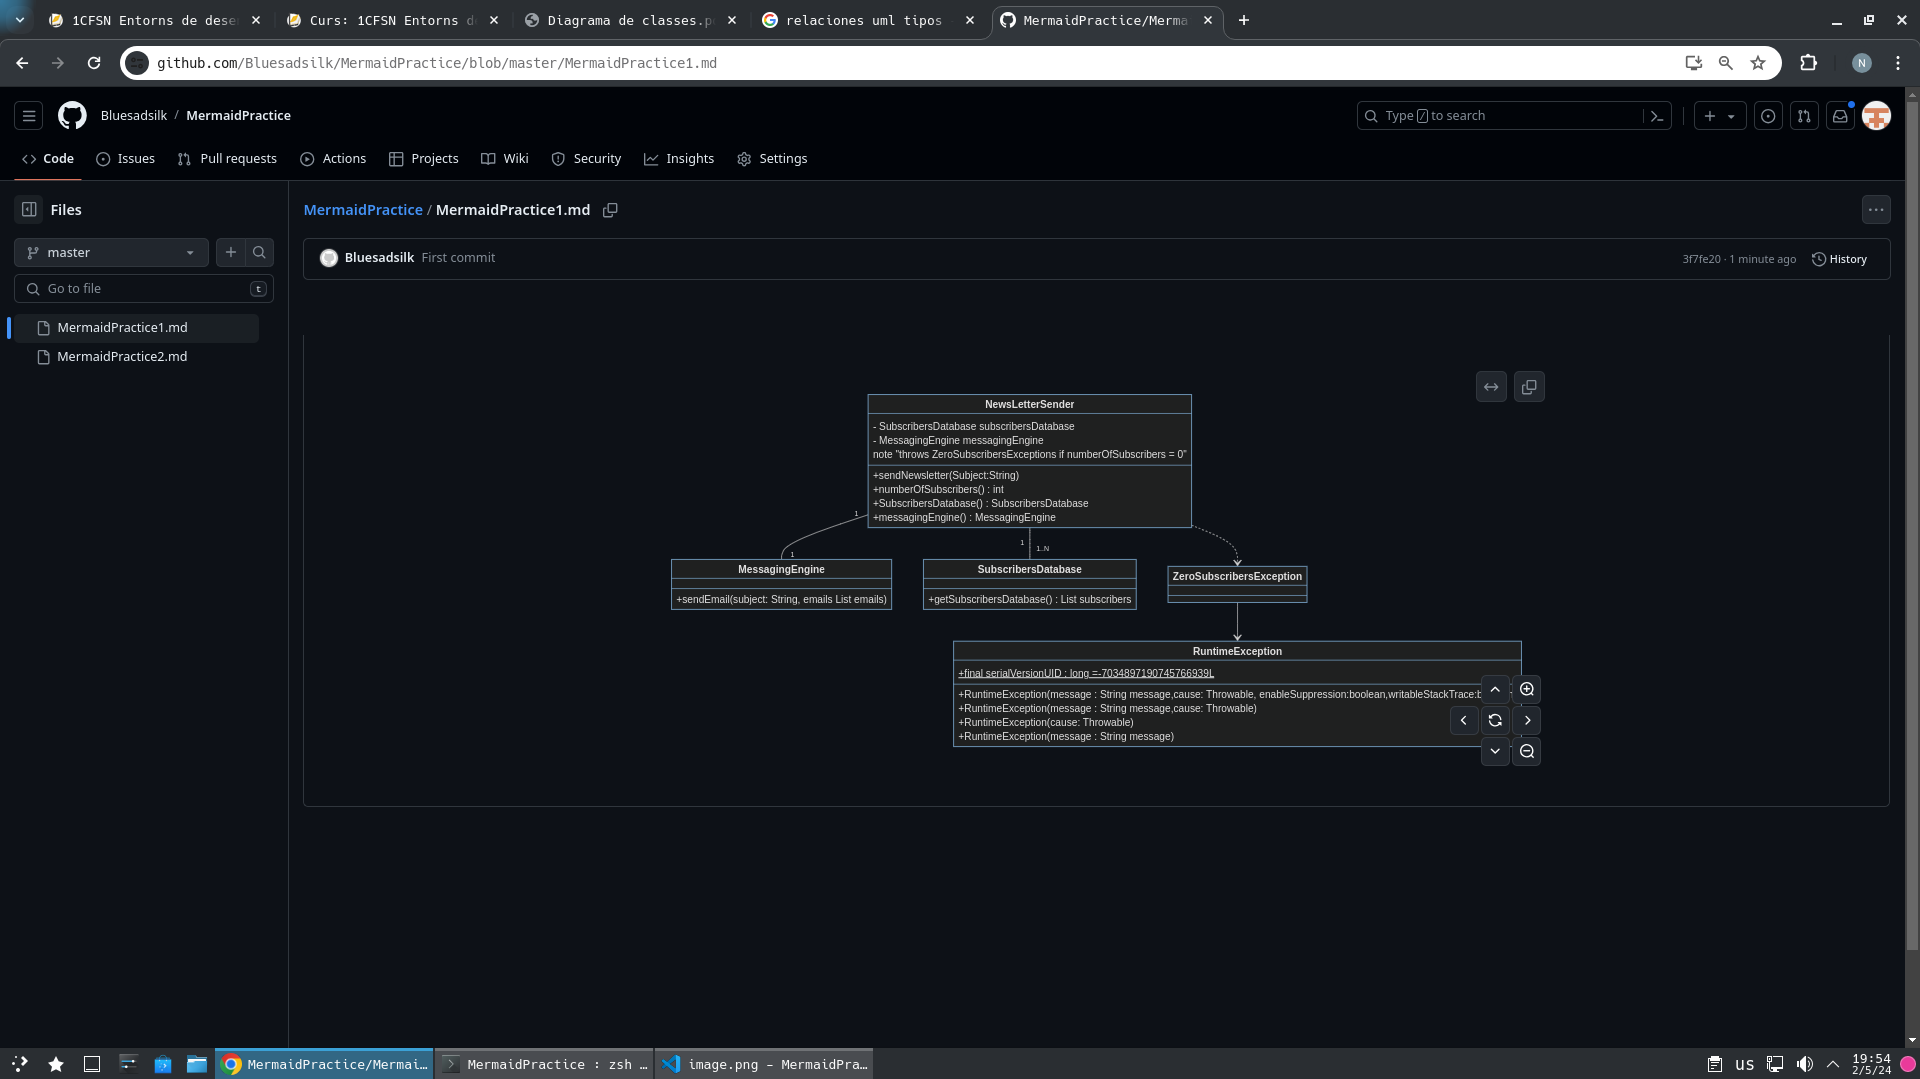 1CFSN Entorns de dese
Curs: 1CFSN Entorns d
Diagrama de classes.p
relaciones uml tipos
MermaidPractice/Merma
github.com/Bluesadsilk/MermaidPractice/blob/master/MermaidPractice1.md
N
Bluesadsilk / MermaidPractice
Type / to search
Code
Issues
Pull requests
Actions
Projects
Wiki
Security
Insights
Settings
Files
master
Go to file
t
MermaidPractice1.md
MermaidPractice2.md
MermaidPractice / MermaidPractice1.md
Bluesadsilk First commit
3f7fe20 · 1 minute ago
History
NewsLetterSender
- SubscribersDatabase subscribersDatabase
- MessagingEngine messagingEngine
note "throws ZeroSubscribersExceptions if numberOfSubscribers = 0"
+sendNewsletter(Subject:String)
+numberOfSubscribers() : int
+SubscribersDatabase() : SubscribersDatabase
+messagingEngine() : MessagingEngine
1
1
1
1..N
MessagingEngine
+sendEmail(subject: String, emails List emails)
SubscribersDatabase
+getSubscribersDatabase() : List subscribers
ZeroSubscribersException
RuntimeException
+final serialVersionUID : long =-7034897190745766939L
+RuntimeException(message : String message,cause: Throwable, enableSuppression:boolean,writableStackTrace:b
+RuntimeException(message : String message,cause: Throwable)
+RuntimeException(cause: Throwable)
+RuntimeException(message : String message)
MermaidPractice/Mermai...
MermaidPractice : zsh ...
image.png - MermaidPra...
us
19:54
2/5/24